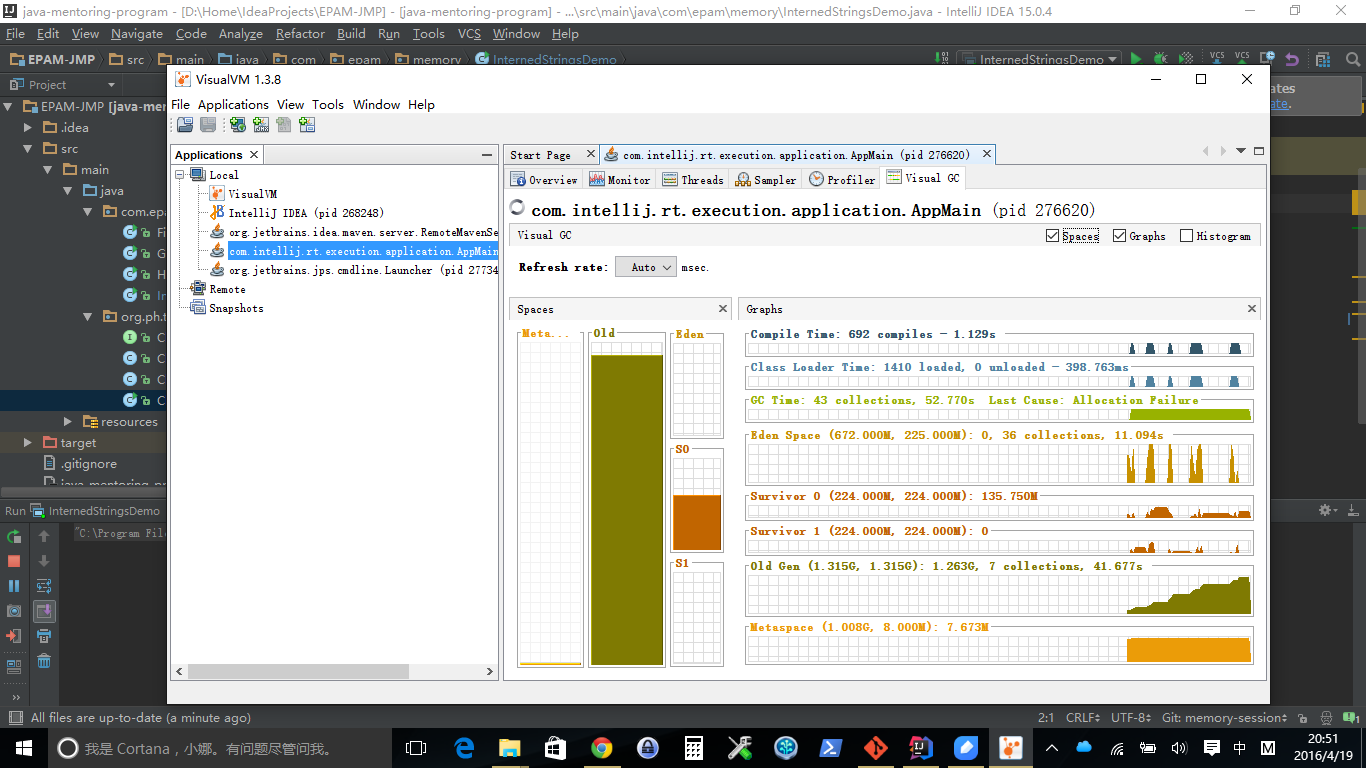 java-mentoring-program - [D:\Home\IdeaProjects\EPAM-JMP] - [java-mentoring-program] - ...\src\main\java\com\epam\memory\InternedStringsDemo.java - IntelliJ IDEA 15.0.4
File Edit View Navigate Code Analyze Refactor Build Run Tools VCS Window Help
EPAM-JMP src main java com epam memory InternedStringsDemo InternedStringsDemo VCS VCS
Project
EPAM-JMP [java-mer
.idea
src
main
java
com.epa
Fi
G
H
In
org.ph.t
C
C
C
C
resources
target
.gitignore
java-mentoring-pr
ates
ate.
VisualVM 1.3.8
File Applications View Tools Window Help
Applications
Local
VisualVM
IntelliJ IDEA (pid 268248)
org.jetbrains.idea.maven.server.RemoteMavenSe
com.intellij.rt.execution.application.AppMain
org.jetbrains.jps.cmdline.Launcher (pid 27734
Remote
Snapshots
Start Page com.intellij.rt.execution.application.AppMain (pid 276620)
Overview Monitor Threads Sampler Profiler Visual GC
com.intellij.rt.execution.application.AppMain (pid 276620)
Visual GC Spaces Graphs Histogram
Refresh rate: Auto msec.
Spaces
Meta... Old Eden
S0
S1
Graphs
Compile Time: 692 compiles - 1.129s
Class Loader Time: 1410 loaded, 0 unloaded - 398.763ms
GC Time: 43 collections, 52.770s Last Cause: Allocation Failure
Eden Space (672.000M, 225.000M): 0, 36 collections, 11.094s
Survivor 0 (224.000M, 224.000M): 135.750M
Survivor 1 (224.000M, 224.000M): 0
Old Gen (1.315G, 1.315G): 1.263G, 7 collections, 41.677s
Metaspace (1.008G, 8.000M): 7.673M
Run InternedStringsDemo
"C:\Program File
All files are up-to-date (a minute ago)
2:1 CRLF UTF-8 Git: memory-session
我是 Cortana，小娜。有问题尽管问我。
中 M
20:51
2016/4/19